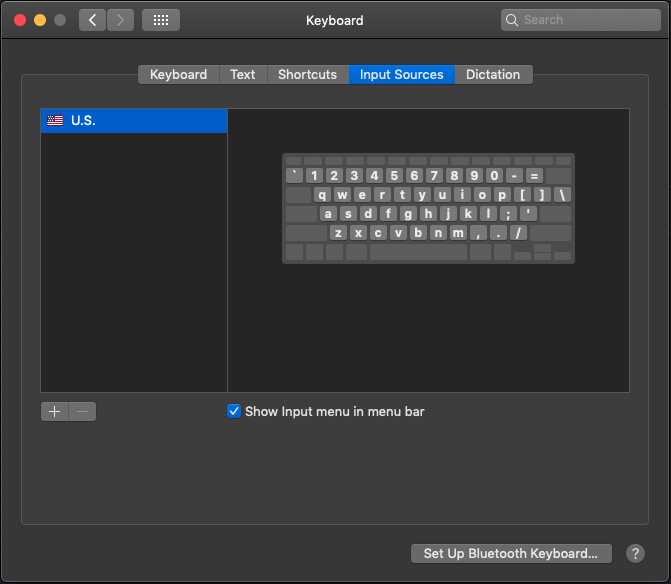 Keyboard
Search
Keyboard Text Shortcuts Input Sources Dictation
U.S.
` 1 2 3 4 5 6 7 8 9 0 - =
q w e r t y u i o p [ ] \
a s d f g h j k l ; '
z x c v b n m , . /
Show Input menu in menu bar
Set Up Bluetooth Keyboard...
?